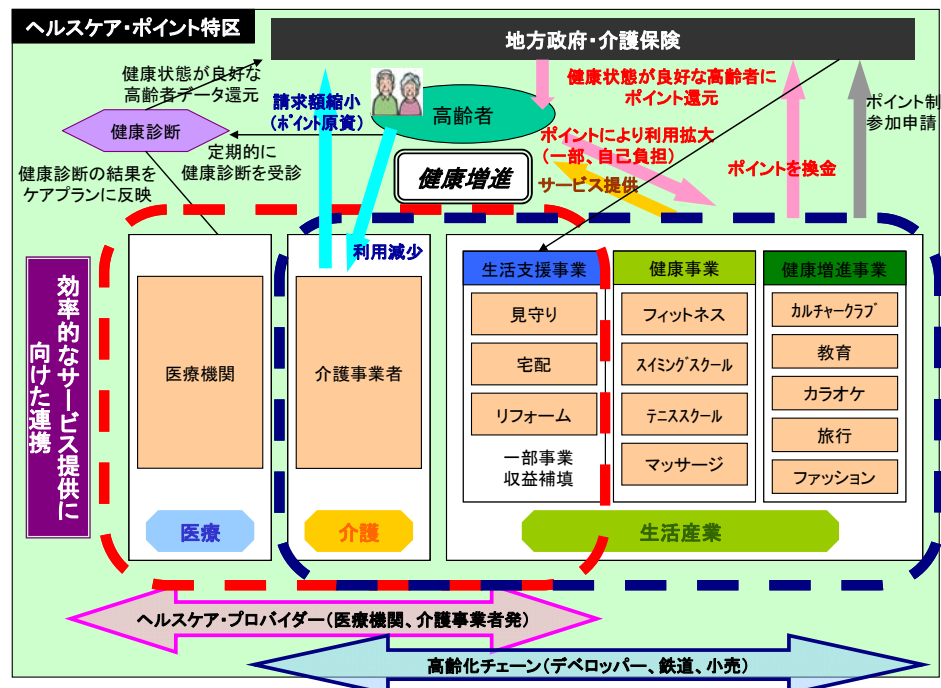 ヘルスケア・ポイント特区
地方政府・介護保険
健康状態が良好な
高齢者データ還元
請求額縮小
(ポイント原資)
高齢者
健康状態が良好な高齢者に
ポイント還元
ポイント制
参加申請
健康診断
定期的に
健康診断を受診
ポイントにより利用拡大
(一部、自己負担)
ポイントを換金
健康診断の結果を
ケアプランに反映
健康増進
サービス提供
利用減少
効率的なサービス提供に
向けた連携
医療機関
医療
介護事業者
介護
生活支援事業
見守り
宅配
リフォーム
一部事業
収益補填
健康事業
フィットネス
スイミングスクール
テニススクール
マッサージ
健康増進事業
カルチャークラブ
教育
カラオケ
旅行
ファッション
生活産業
ヘルスケア・プロバイダー(医療機関、介護事業者発)
高齢化チェーン(デベロッパー、鉄道、小売)